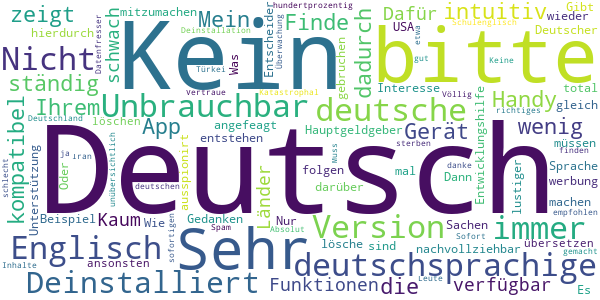 zeigt mitzumachen Mein Dafür intuitiv Gibt
hierdurch Finde USA wieder
Nicht schwach Kein dadurch bitte
Datenfresser Deinstallation hundertprozentig Überwachung Entscheider gebrochen Deutscher schulenglisch
ständig Türkei Was Interesse etwa Keine
Ihrem Vertraue Katastrophal gut Völlig total
kompatibel Unbrauchbar deutsche Handy
Deutschland löschen App angefeagt Hauptgeldgeber Gerät wenig gleich richtiges
Unterstützung entstehen Entwicklungshilfe müssen
ja iran Deutsch sterben danke Sprache
Oder unübersichtlich ausspioniert folgen mal Dann finden
schlecht deutschen darüber Muss lustiger werbung
Beispiel Gedanken Länder machen empfohlen
Kaum Wie Spam Nur Version Sachen Sofort immer
Englisch sofortigen Sehr Absolut nachvollziehbar übersetzen
ansonsten lösche sind deutschsprachige gemacht
Inhalte Deinstalliert Funktionen die Leute verfügbar Es